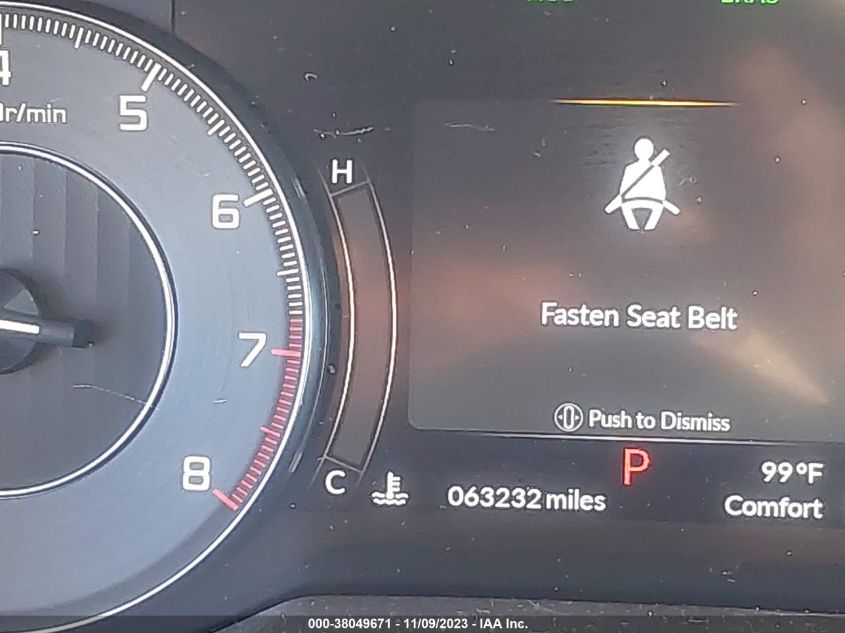 4
5
r/min
H
6
Fasten Seat Belt
7
Push to Dismiss
8
P
C
99°F
063232 miles
Comfort
000-38049671 - 11/09/2023 - IAA Inc.